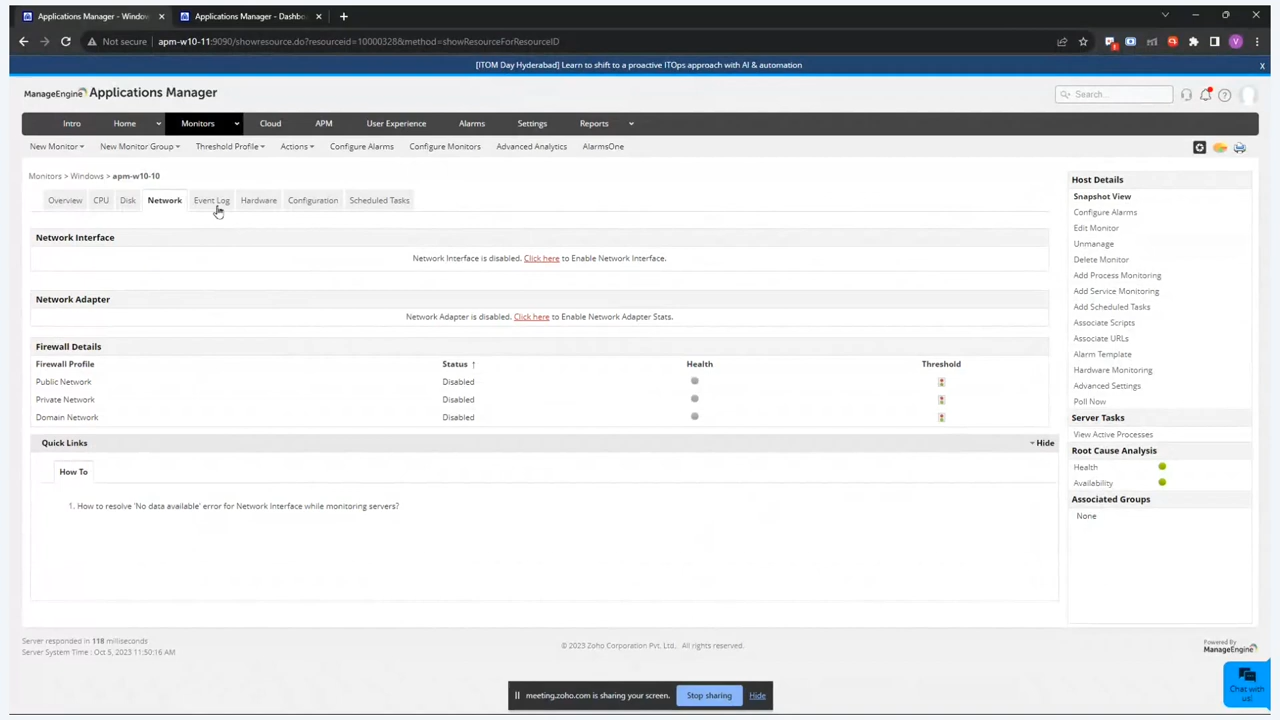 Applications Manager - Window
Applications Manager - Dashbo
Not secure apm-w10-11:9090/showresource.do?resourceid=10000328&method=showResourceForResourceID
[ITOM Day Hyderabad] Learn to shift to a proactive ITOps approach with AI & automation
X
ManageEngine Applications Manager
Search...
Intro Home Monitors Cloud APM User Experience Alarms Settings Reports
New Monitor New Monitor Group Threshold Profile Actions Configure Alarms Configure Monitors Advanced Analytics AlarmsOne
Monitors > Windows > apm-w10-10
Overview CPU Disk Network Event Log Hardware Configuration Scheduled Tasks
Network Interface
Network Interface is disabled. Click here to Enable Network Interface.
Network Adapter
Network Adapter is disabled. Click here to Enable Network Adapter Stats.
Firewall Details
Firewall Profile Status ↑ Health Threshold
Public Network Disabled
Private Network Disabled
Domain Network Disabled
Quick Links Hide
How To
1. How to resolve 'No data available' error for Network Interface while monitoring servers?
Host Details
Snapshot View
Configure Alarms
Edit Monitor
Unmanage
Delete Monitor
Add Process Monitoring
Add Service Monitoring
Add Scheduled Tasks
Associate Scripts
Associate URLs
Alarm Template
Hardware Monitoring
Advanced Settings
Poll Now
Server Tasks
View Active Processes
Root Cause Analysis
Health
Availability
Associated Groups
None
Server responded in 118 milliseconds
Server System Time : Oct 5, 2023 11:50:16 AM
© 2023 Zoho Corporation Pvt. Ltd,. All rights reserved.
Powered By
ManageEngine
Chat with
us!
meeting.zoho.com is sharing your screen. Stop sharing Hide